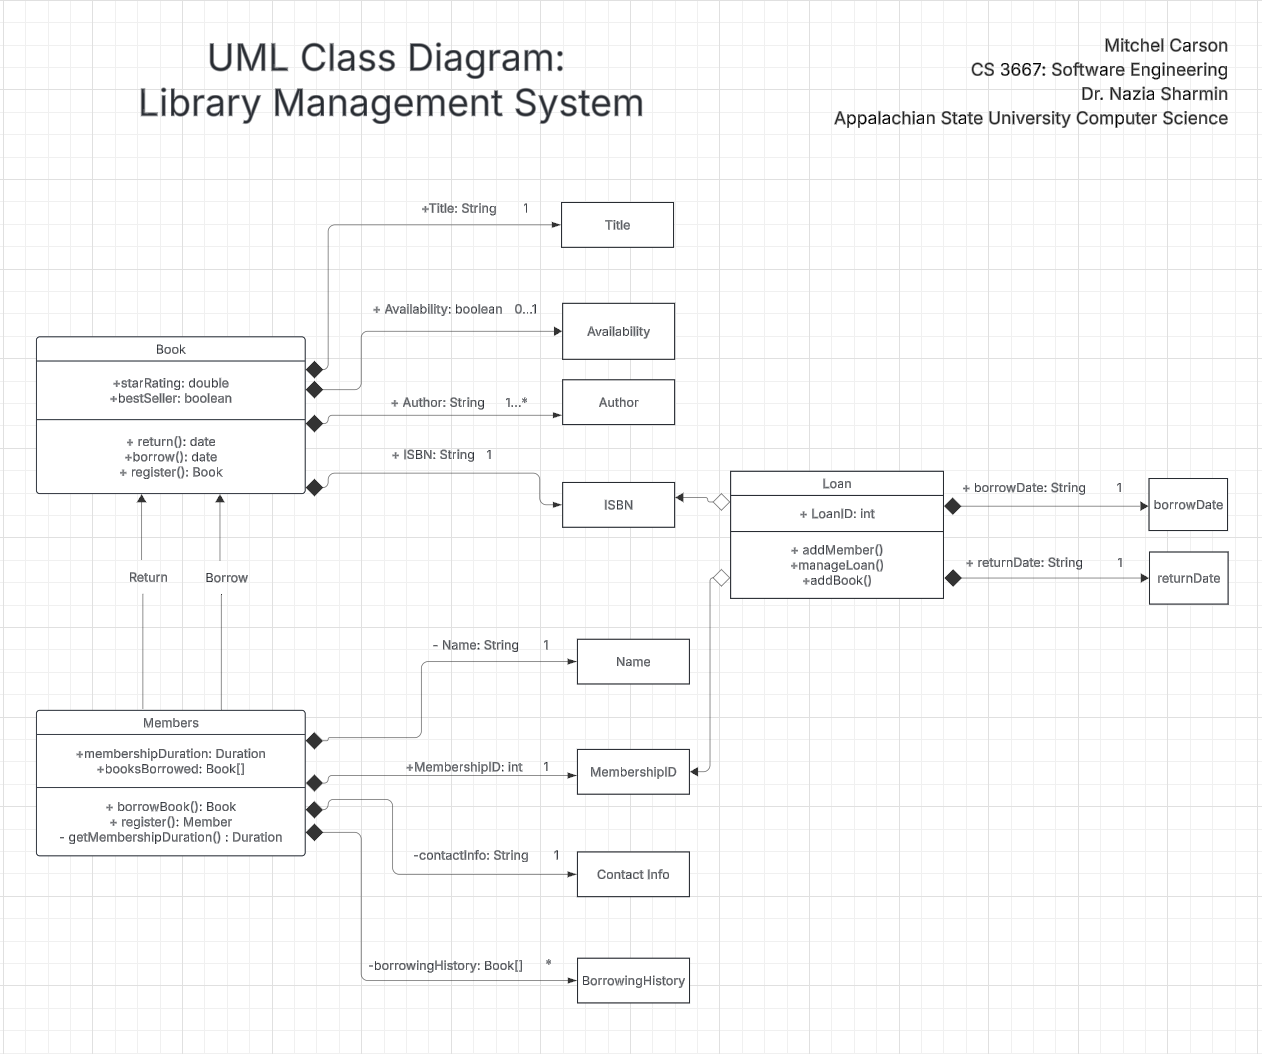 UML Class Diagram:
Library Management System
Mitchel Carson
CS 3667: Software Engineering
Dr. Nazia Sharmin
Appalachian State University Computer Science
+Title: String 1
Title
+ Availability: boolean 0...1
Availability
Book
+starRating: double
+bestSeller: boolean
+ return(): date
+borrow(): date
+ register(): Book
+ Author: String 1...*
Author
+ ISBN: String 1
ISBN
Loan
+ LoanID: int
+ addMember()
+manageLoan()
+addBook()
+ borrowDate: String 1
borrowDate
+ returnDate: String 1
returnDate
Return
Borrow
- Name: String 1
Name
Members
+membershipDuration: Duration
+booksBorrowed: Book[]
+ borrowBook(): Book
+ register(): Member
- getMembershipDuration() : Duration
+MembershipID: int 1
MembershipID
-contactInfo: String 1
Contact Info
-borrowingHistory: Book[] *
BorrowingHistory